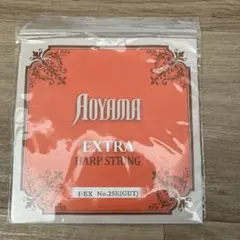 AOYAMA
EXTRA
HARP STRING
F-EX No.25E(GUT)